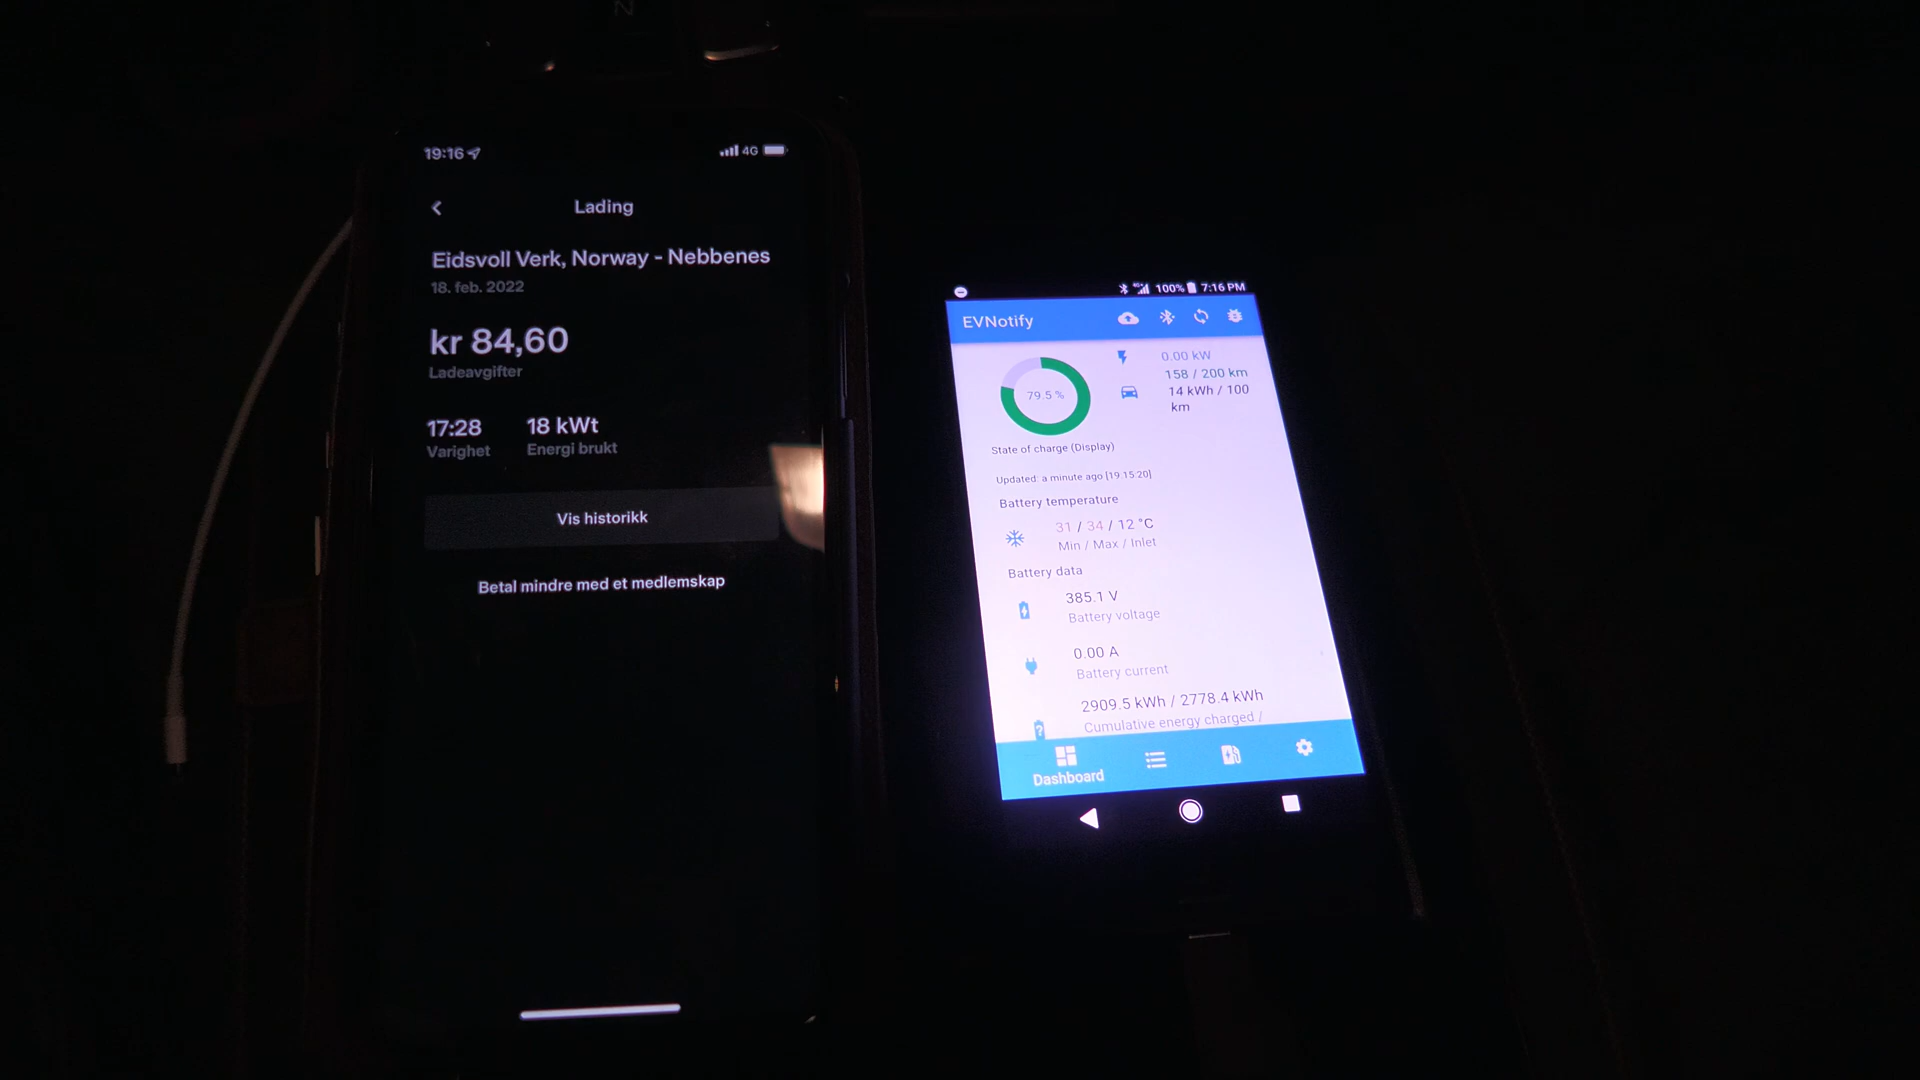 N
19:16
4G
Lading
Eidsvoll Verk, Norway - Nebbenes
18. feb. 2022
kr 84,60
Ladeavgifter
17:28
18 kWt
Varighet
Energi brukt
Vis historikk
Betal mindre med et medlemskap
100% 7:16 PM
EVNotify
79.5 %
0.00 kW
158 / 200 km
14 kWh / 100
km
State of charge (Display)
Updated: a minute ago [19:15:20]
Battery temperature
31 / 34 / 12 °C
Min / Max / Inlet
Battery data
385.1 V
Battery voltage
0.00 A
Battery current
2909.5 kWh / 2778.4 kWh
Cumulative energy charged /
Dashboard